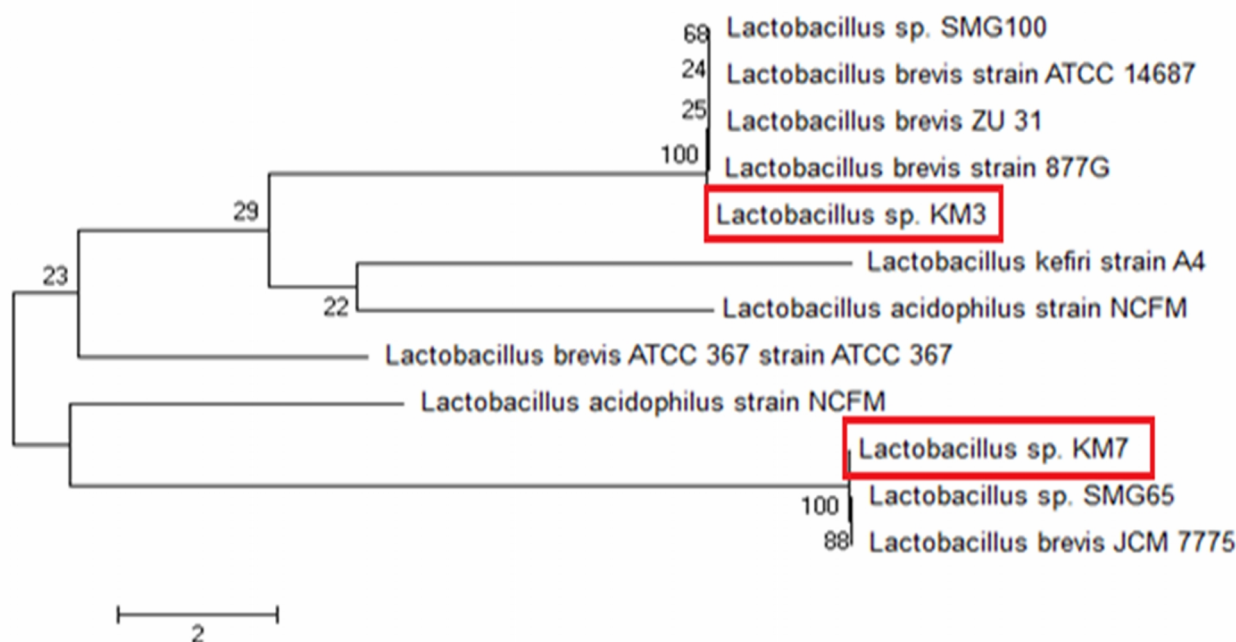 68 Lactobacillus sp. SMG100
24 Lactobacillus brevis strain ATCC 14687
25 Lactobacillus brevis ZU 31
100 Lactobacillus brevis strain 877G
29 Lactobacillus sp. KM3
23 Lactobacillus kefiri strain A4
22 Lactobacillus acidophilus strain NCFM
Lactobacillus brevis ATCC 367 strain ATCC 367
Lactobacillus acidophilus strain NCFM
Lactobacillus sp. KM7
100 Lactobacillus sp. SMG65
88 Lactobacillus brevis JCM 7775
2